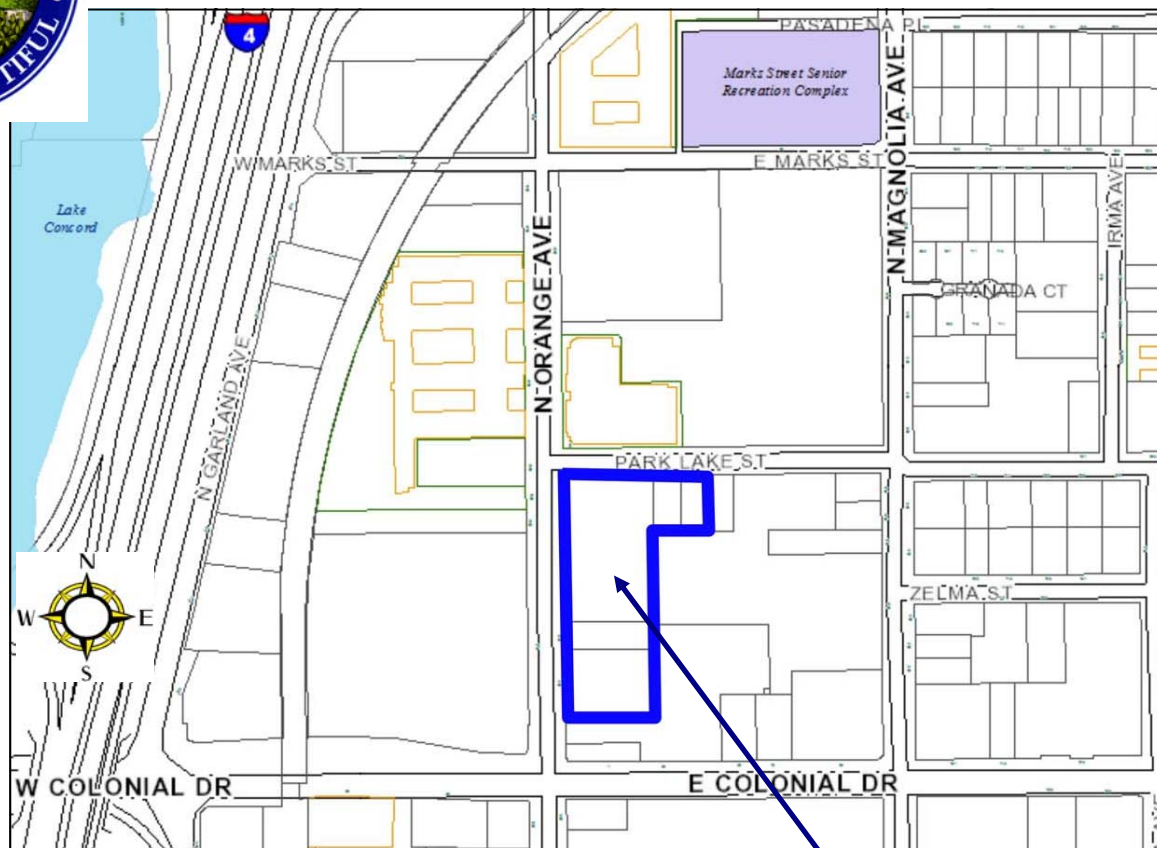 TIFUL
4
PASADENA PL
Marks Street Senior
Recreation Complex
N MAGNOLIA AVE
W MARKS ST
E MARKS ST
Lake
Concord
IRMA AVE
N ORANGE AVE
GRANADA CT
N GARLAND AVE
PARK LAKE ST
N
W E
S
ZELMA ST
W COLONIAL DR
E COLONIAL DR